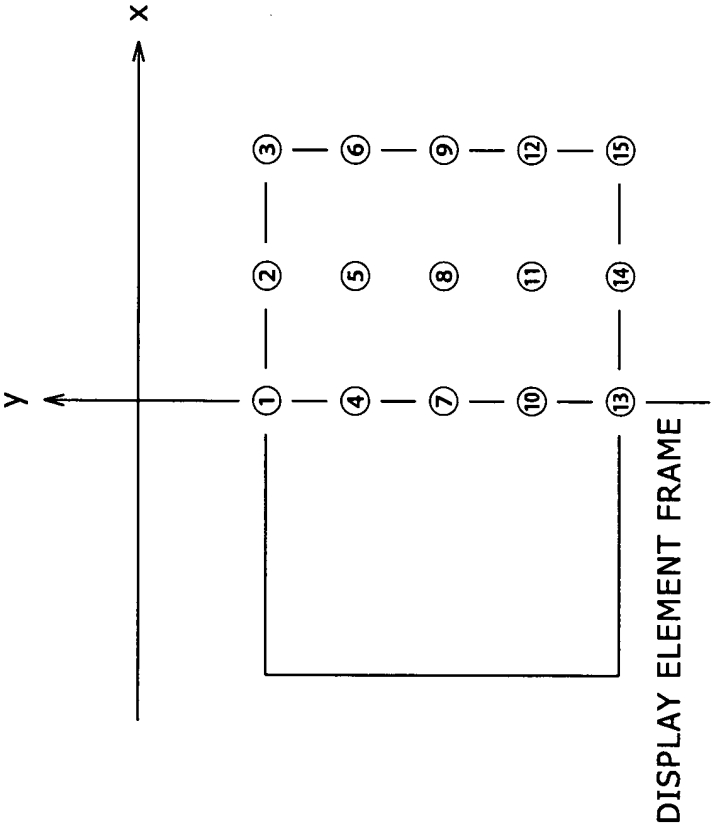 y
x
① ② ③
④ ⑤ ⑥
⑦ ⑧ ⑨
⑩ ⑪ ⑫
⑬ ⑭ ⑮
DISPLAY ELEMENT FRAME